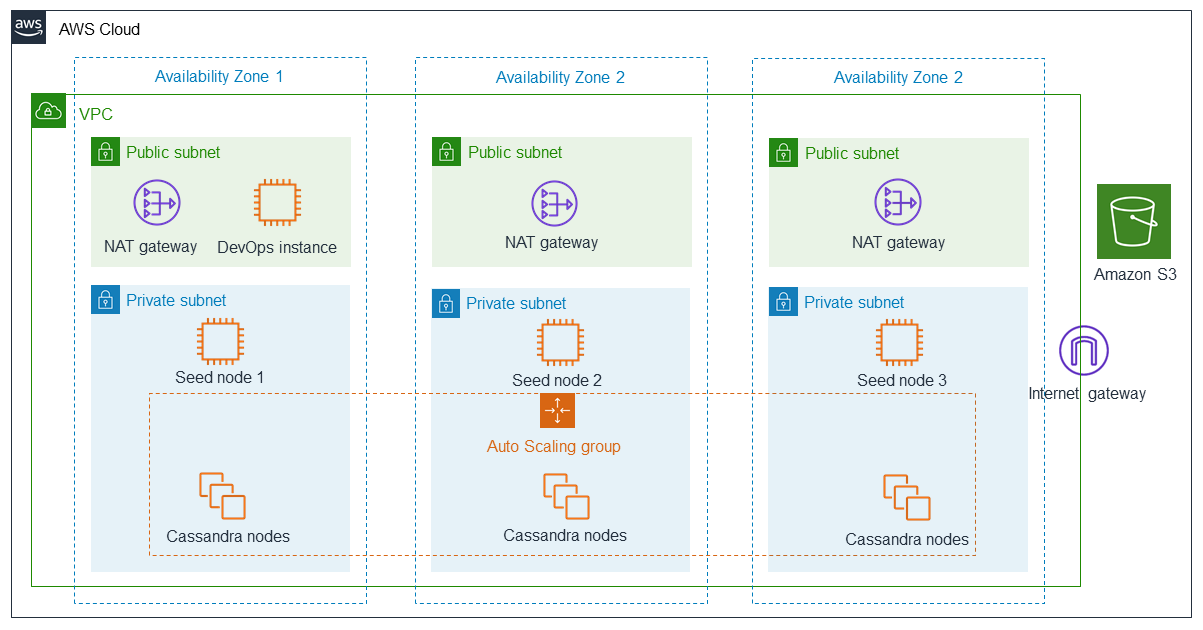 aws
AWS Cloud
Availability Zone 1
Availability Zone 2
Availability Zone 2
VPC
Public subnet
Public subnet
Public subnet
NAT gateway
DevOps instance
NAT gateway
NAT gateway
Amazon S3
Private subnet
Private subnet
Private subnet
Seed node 1
Seed node 2
Seed node 3
Internet gateway
Auto Scaling group
Cassandra nodes
Cassandra nodes
Cassandra nodes